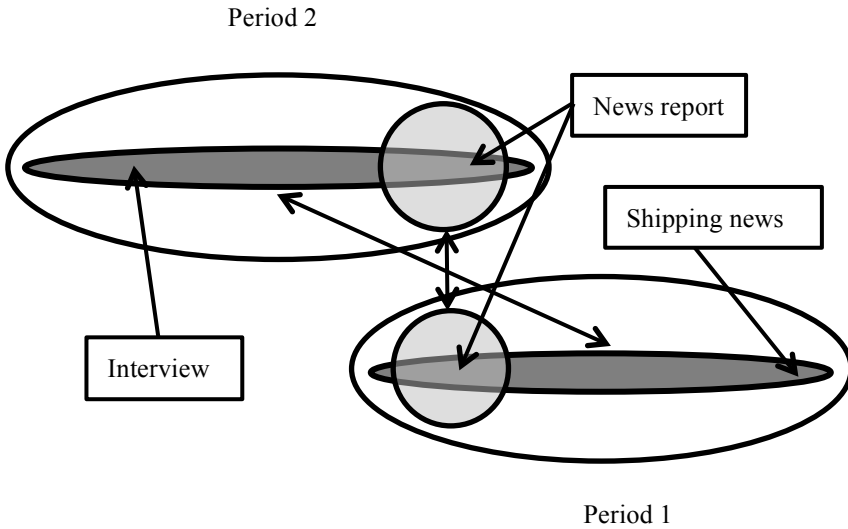 Period 2
News report
Shipping news
Interview
Period 1